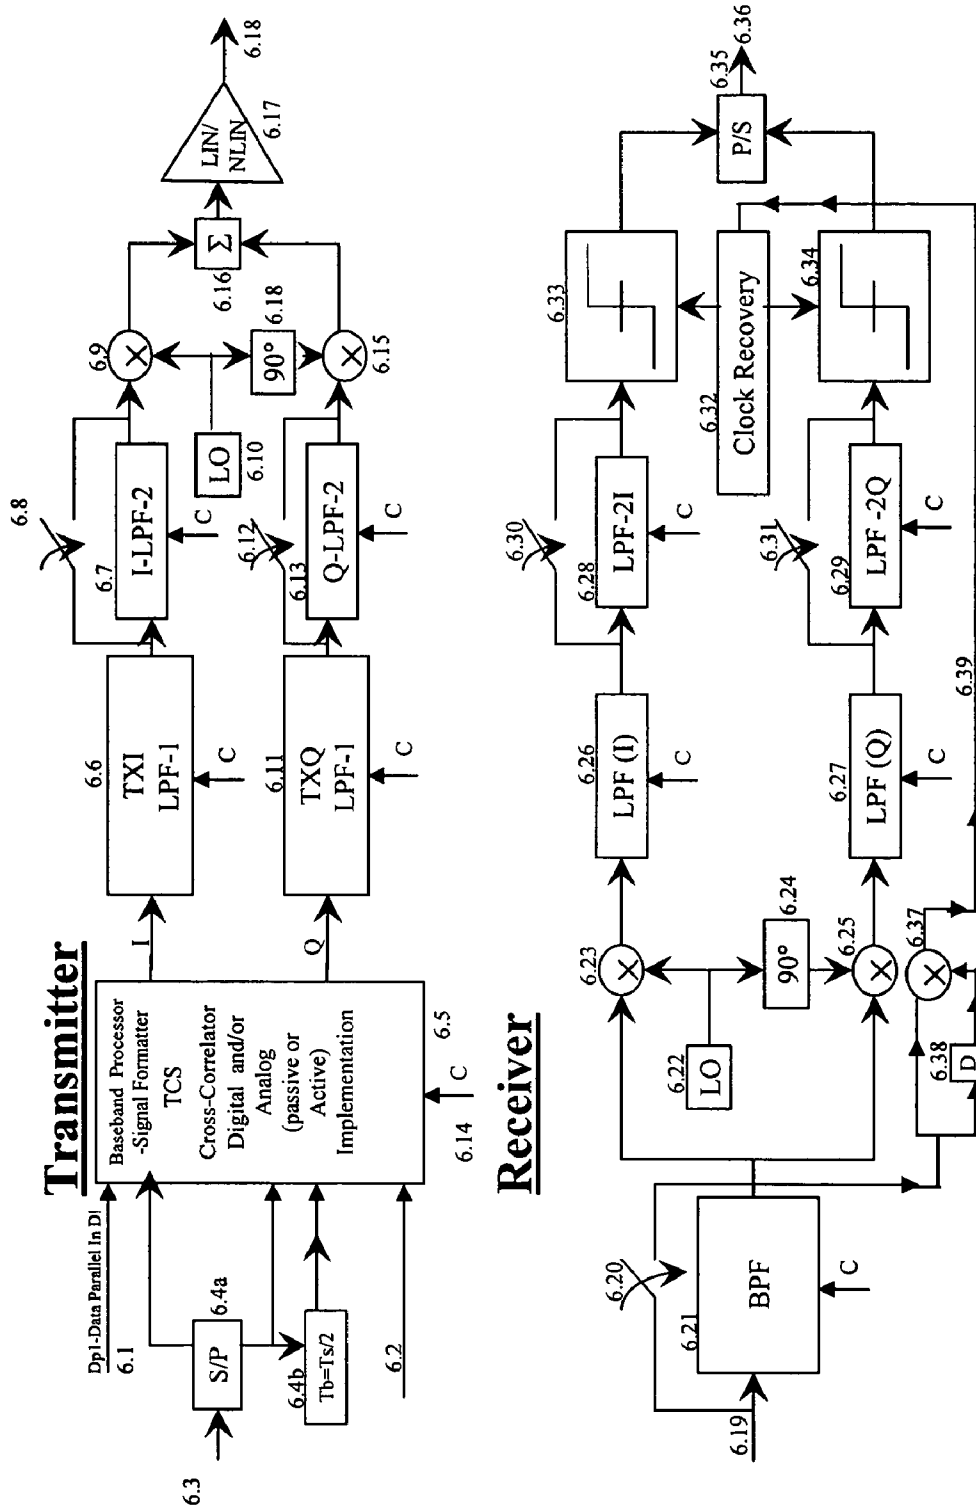 Transmitter
Dp1-Data Parallel In D!
6.1
6.3
S/P
6.4a
6.4b
Tb=Ts/2
6.2
Baseband Processor
-Signal Formatter
TCS
Cross-Correlator
Digital and/or
Analog
(passive or
Active)
Implementation
6.5
C
6.14
I
Q
6.6
TXI
LPF-1
C
6.11
TXQ
LPF-1
C
6.8
6.7
I-LPF-2
C
6.12
6.13
Q-LPF-2
C
6.9
LO
6.10
90°
6.18
6.15
6.16
Σ
LIN/
NLIN
6.17
6.18
Receiver
6.19
6.20
6.21
BPF
C
6.22
LO
6.23
90°
6.24
6.25
6.37
6.38
D
6.39
6.26
LPF (I)
C
6.27
LPF (Q)
C
6.30
6.28
LPF-2I
C
6.31
6.29
LPF -2Q
C
6.32
Clock Recovery
6.33
6.34
P/S
6.35
6.36